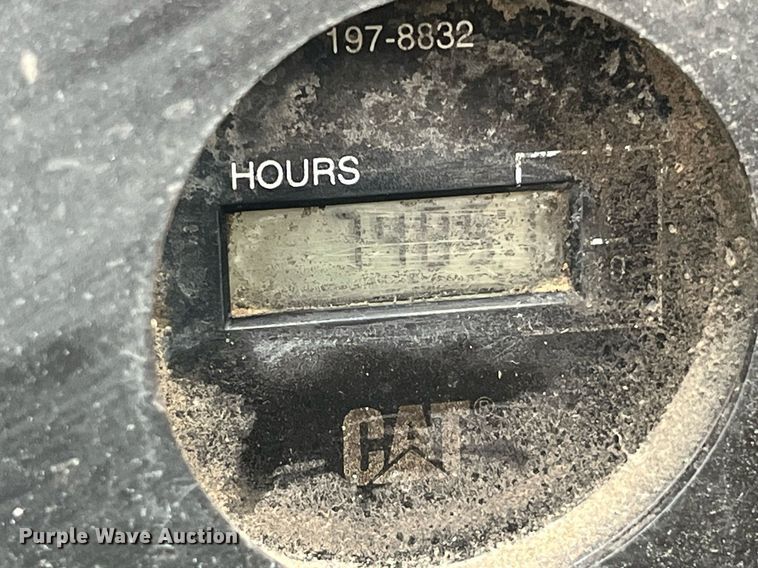 197-8832
HOURS
CAT®
Purple Wave Auction